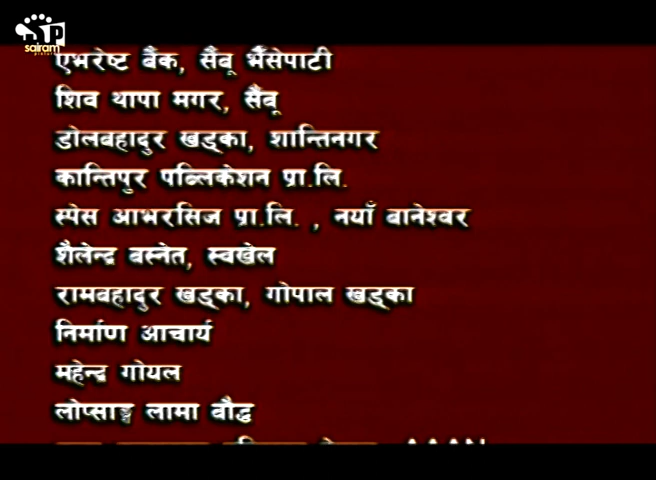 sairam
एभरेष्ट बैंक, सैंबू भैंसेपाटी
शिव थापा मगर, सैंबू
डोलबहादुर खड्का, शान्तिनगर
कान्तिपुर पब्लिकेशन प्रा.लि.
स्पेस आभरसिज प्रा.लि. , नयाँ बानेश्वर
शैलेन्द्र बस्नेत, स्वखेल
रामबहादुर खड्का, गोपाल खड्का
निर्माण आचार्य
महेन्द्र गोयल
लोप्साङ्ग लामा बौद्ध